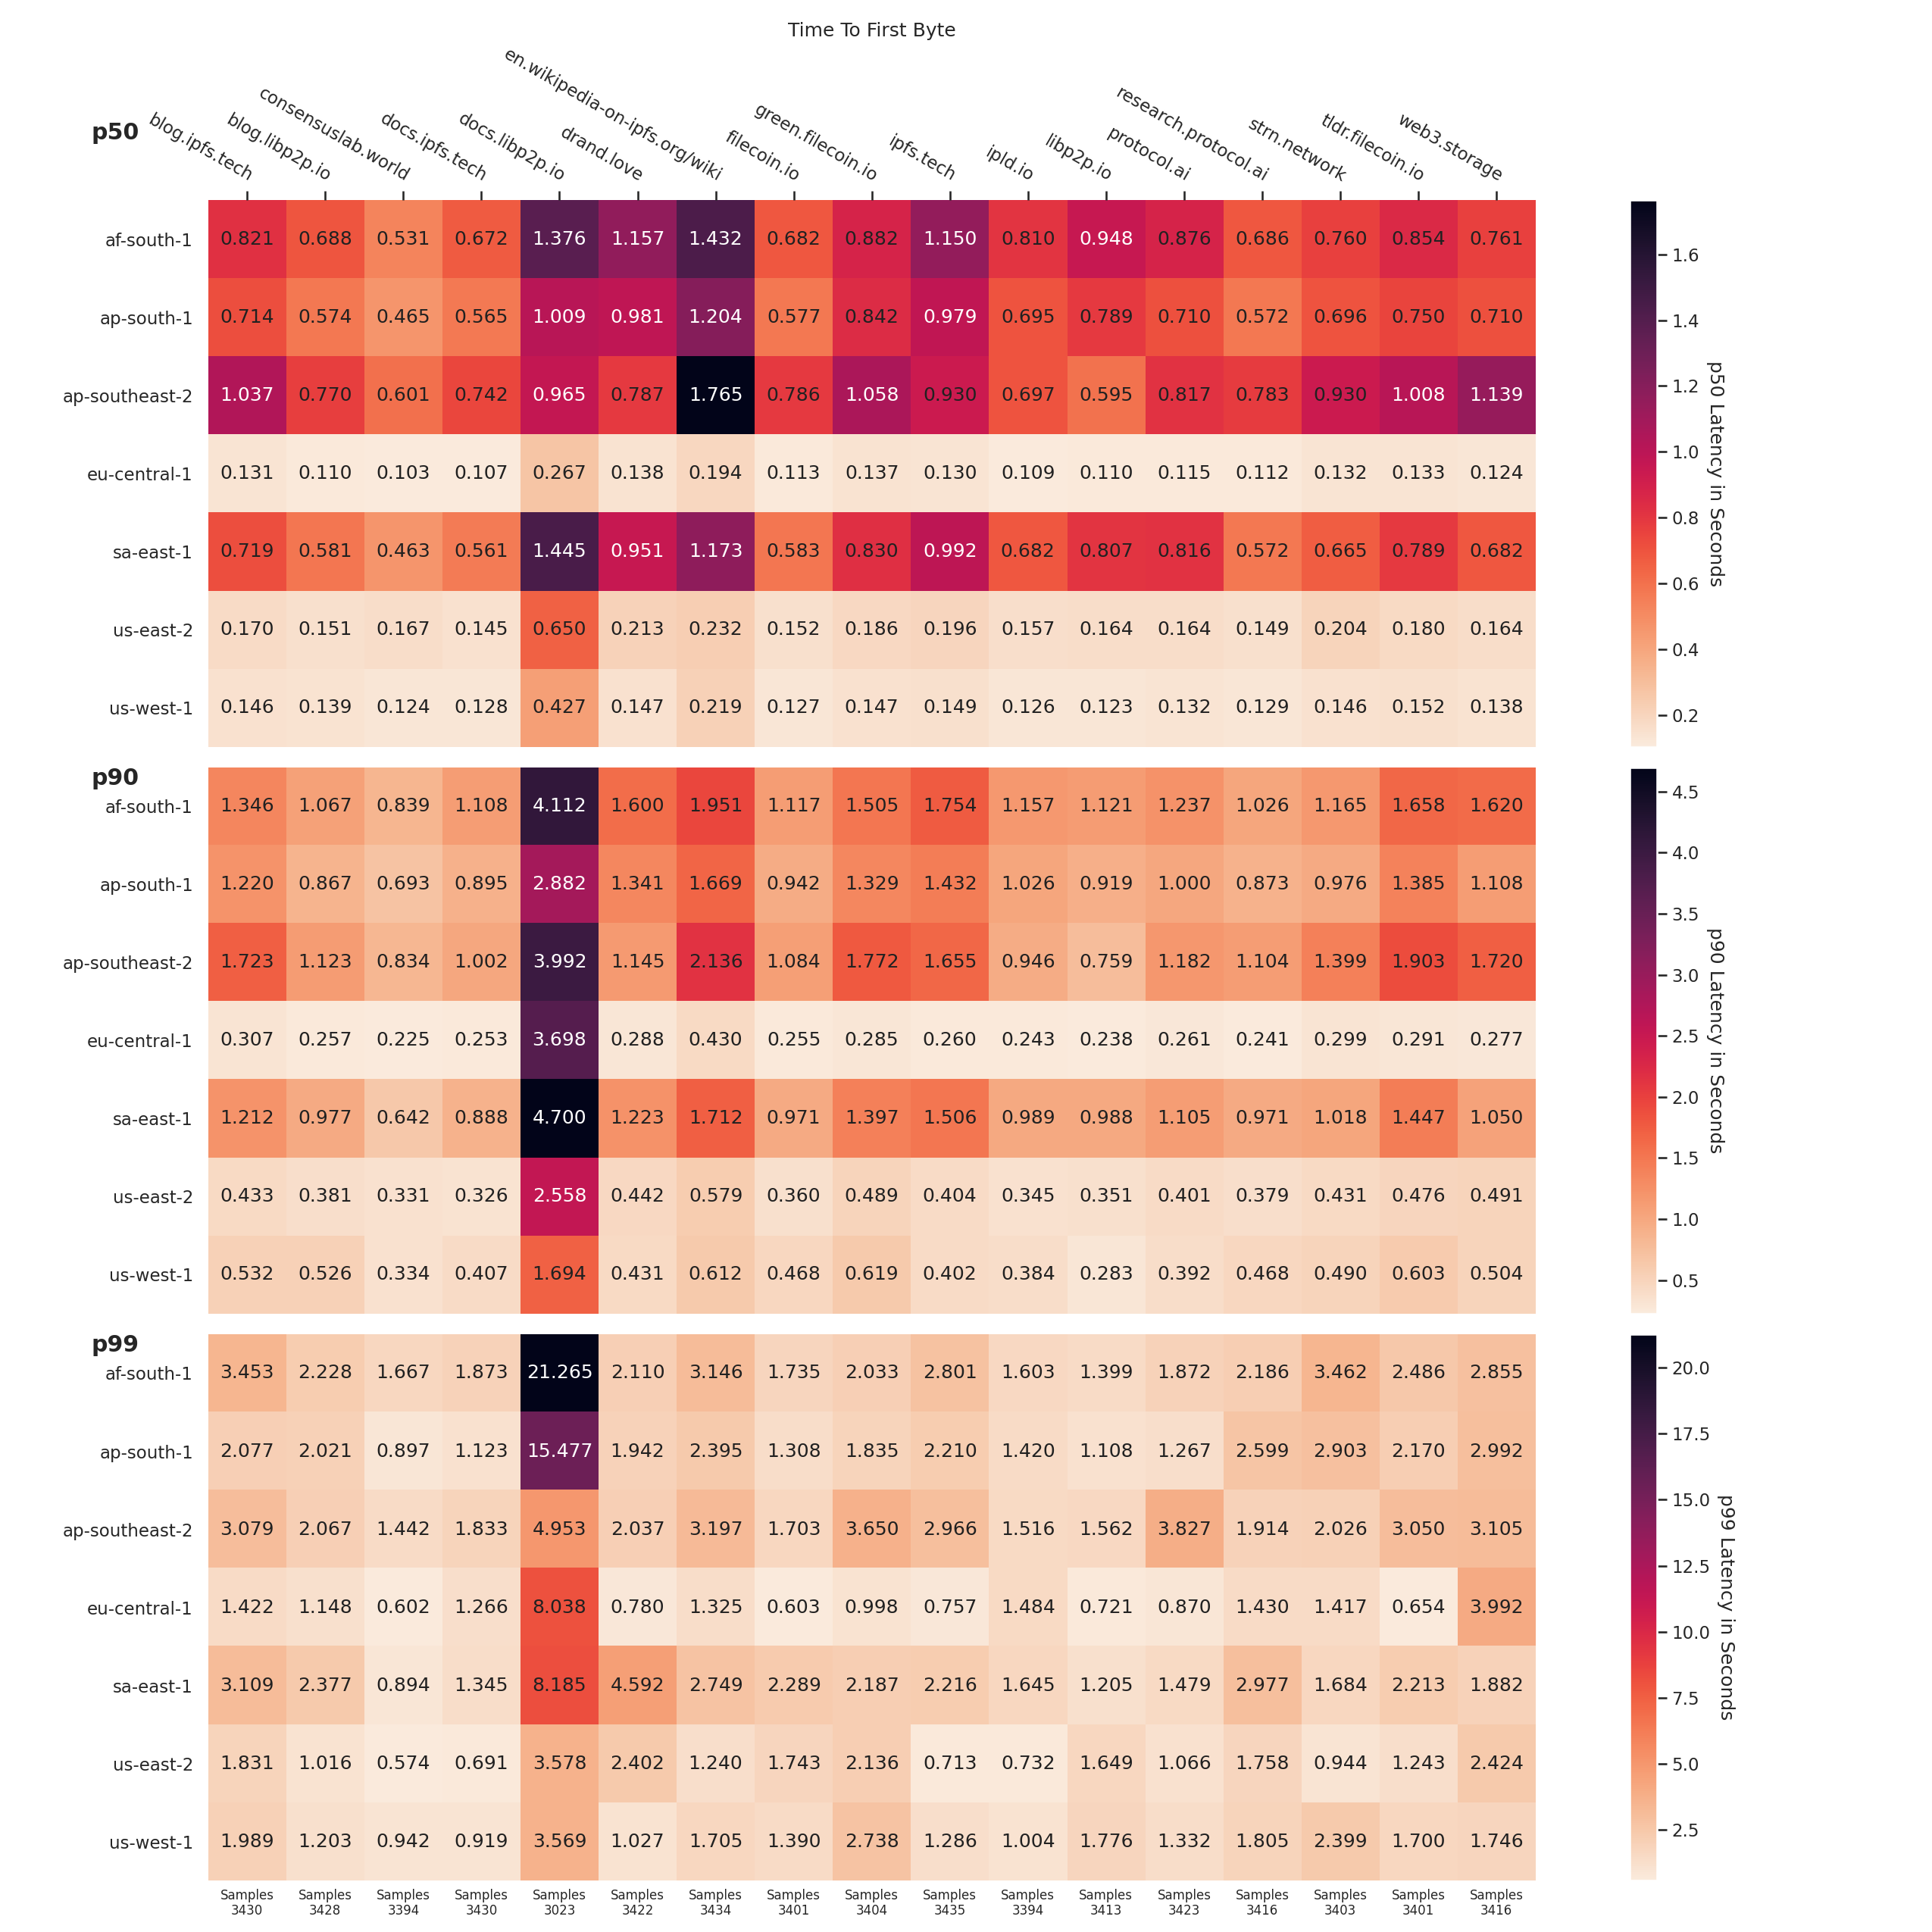 Time To First Byte
p50
blog.ipfs.tech
blog.libp2p.io
consensuslab.world
docs.ipfs.tech
docs.libp2p.io
drand.love
en.wikipedia-on-ipfs.org/wiki
filecoin.io
green.filecoin.io
ipfs.tech
ipld.io
libp2p.io
protocol.ai
research.protocol.ai
strn.network
tldr.filecoin.io
web3.storage
af-south-1 0.821 0.688 0.531 0.672 1.376 1.157 1.432 0.682 0.882 1.150 0.810 0.948 0.876 0.686 0.760 0.854 0.761
ap-south-1 0.714 0.574 0.465 0.565 1.009 0.981 1.204 0.577 0.842 0.979 0.695 0.789 0.710 0.572 0.696 0.750 0.710
ap-southeast-2 1.037 0.770 0.601 0.742 0.965 0.787 1.765 0.786 1.058 0.930 0.697 0.595 0.817 0.783 0.930 1.008 1.139
eu-central-1 0.131 0.110 0.103 0.107 0.267 0.138 0.194 0.113 0.137 0.130 0.109 0.110 0.115 0.112 0.132 0.133 0.124
sa-east-1 0.719 0.581 0.463 0.561 1.445 0.951 1.173 0.583 0.830 0.992 0.682 0.807 0.816 0.572 0.665 0.789 0.682
us-east-2 0.170 0.151 0.167 0.145 0.650 0.213 0.232 0.152 0.186 0.196 0.157 0.164 0.164 0.149 0.204 0.180 0.164
us-west-1 0.146 0.139 0.124 0.128 0.427 0.147 0.219 0.127 0.147 0.149 0.126 0.123 0.132 0.129 0.146 0.152 0.138
1.6
1.4
1.2
1.0
0.8
0.6
0.4
0.2
p50 Latency in Seconds
p90
af-south-1 1.346 1.067 0.839 1.108 4.112 1.600 1.951 1.117 1.505 1.754 1.157 1.121 1.237 1.026 1.165 1.658 1.620
ap-south-1 1.220 0.867 0.693 0.895 2.882 1.341 1.669 0.942 1.329 1.432 1.026 0.919 1.000 0.873 0.976 1.385 1.108
ap-southeast-2 1.723 1.123 0.834 1.002 3.992 1.145 2.136 1.084 1.772 1.655 0.946 0.759 1.182 1.104 1.399 1.903 1.720
eu-central-1 0.307 0.257 0.225 0.253 3.698 0.288 0.430 0.255 0.285 0.260 0.243 0.238 0.261 0.241 0.299 0.291 0.277
sa-east-1 1.212 0.977 0.642 0.888 4.700 1.223 1.712 0.971 1.397 1.506 0.989 0.988 1.105 0.971 1.018 1.447 1.050
us-east-2 0.433 0.381 0.331 0.326 2.558 0.442 0.579 0.360 0.489 0.404 0.345 0.351 0.401 0.379 0.431 0.476 0.491
us-west-1 0.532 0.526 0.334 0.407 1.694 0.431 0.612 0.468 0.619 0.402 0.384 0.283 0.392 0.468 0.490 0.603 0.504
4.5
4.0
3.5
3.0
2.5
2.0
1.5
1.0
0.5
p90 Latency in Seconds
p99
af-south-1 3.453 2.228 1.667 1.873 21.265 2.110 3.146 1.735 2.033 2.801 1.603 1.399 1.872 2.186 3.462 2.486 2.855
ap-south-1 2.077 2.021 0.897 1.123 15.477 1.942 2.395 1.308 1.835 2.210 1.420 1.108 1.267 2.599 2.903 2.170 2.992
ap-southeast-2 3.079 2.067 1.442 1.833 4.953 2.037 3.197 1.703 3.650 2.966 1.516 1.562 3.827 1.914 2.026 3.050 3.105
eu-central-1 1.422 1.148 0.602 1.266 8.038 0.780 1.325 0.603 0.998 0.757 1.484 0.721 0.870 1.430 1.417 0.654 3.992
sa-east-1 3.109 2.377 0.894 1.345 8.185 4.592 2.749 2.289 2.187 2.216 1.645 1.205 1.479 2.977 1.684 2.213 1.882
us-east-2 1.831 1.016 0.574 0.691 3.578 2.402 1.240 1.743 2.136 0.713 0.732 1.649 1.066 1.758 0.944 1.243 2.424
us-west-1 1.989 1.203 0.942 0.919 3.569 1.027 1.705 1.390 2.738 1.286 1.004 1.776 1.332 1.805 2.399 1.700 1.746
20.0
17.5
15.0
12.5
10.0
7.5
5.0
2.5
p99 Latency in Seconds
Samples Samples Samples Samples Samples Samples Samples Samples Samples Samples Samples Samples Samples Samples Samples Samples Samples
3430 3428 3394 3430 3023 3422 3434 3401 3404 3435 3394 3413 3423 3416 3403 3401 3416